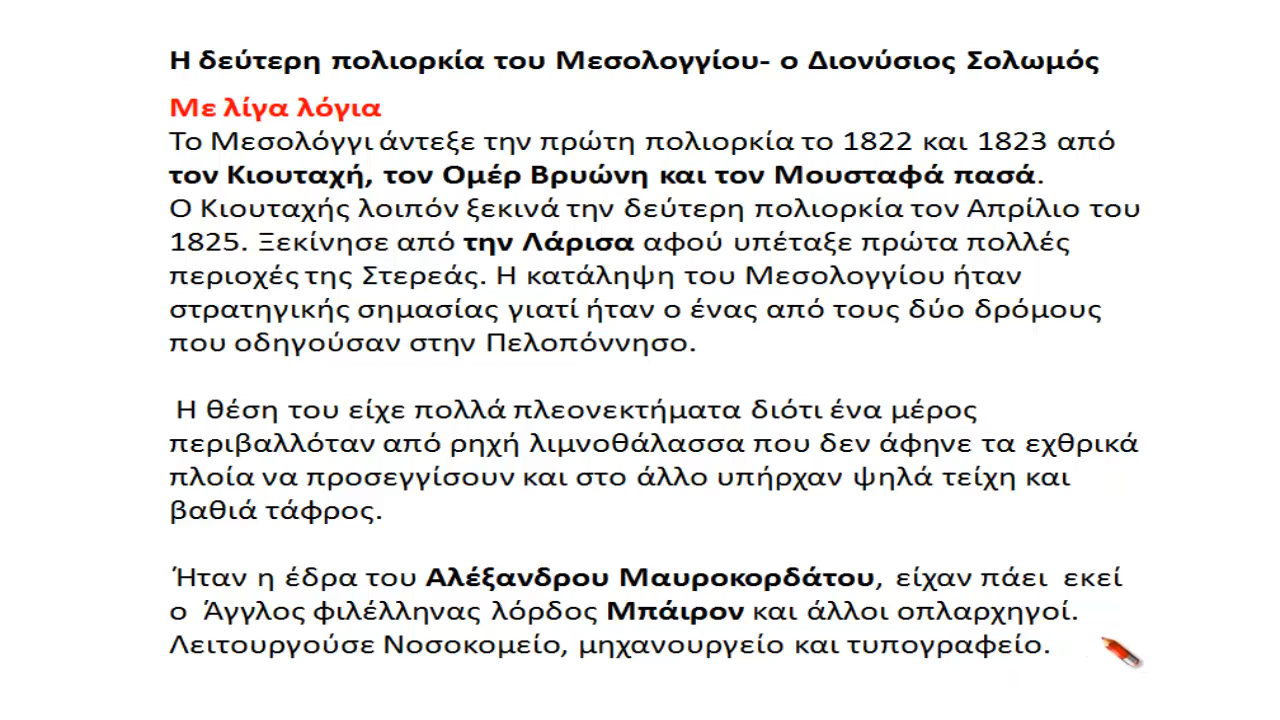 Η δεύτερη πολιορκία του Μεσολογγίου- ο Διονύσιος Σολωμός
Με λίγα λόγια
Το Μεσολόγγι άντεξε την πρώτη πολιορκία το 1822 και 1823 από
τον Κιουταχή, τον Ομέρ Βρυώνη και τον Μουσταφά πασά.
Ο Κιουταχής λοιπόν ξεκινά την δεύτερη πολιορκία τον Απρίλιο του
1825. Ξεκίνησε από την Λάρισα αφού υπέταξε πρώτα πολλές
περιοχές της Στερεάς. Η κατάληψη του Μεσολογγίου ήταν
στρατηγικής σημασίας γιατί ήταν ο ένας από τους δύο δρόμους
που οδηγούσαν στην Πελοπόννησο.
Η θέση του είχε πολλά πλεονεκτήματα διότι ένα μέρος
περιβαλλόταν από ρηχή λιμνοθάλασσα που δεν άφηνε τα εχθρικά
πλοία να προσεγγίσουν και στο άλλο υπήρχαν ψηλά τείχη και
βαθιά τάφρος.
Ήταν η έδρα του Αλέξανδρου Μαυροκορδάτου, είχαν πάει εκεί
ο Άγγλος φιλέλληνας λόρδος Μπάιρον και άλλοι οπλαρχηγοί.
Λειτουργούσε Νοσοκομείο, μηχανουργείο και τυπογραφείο.